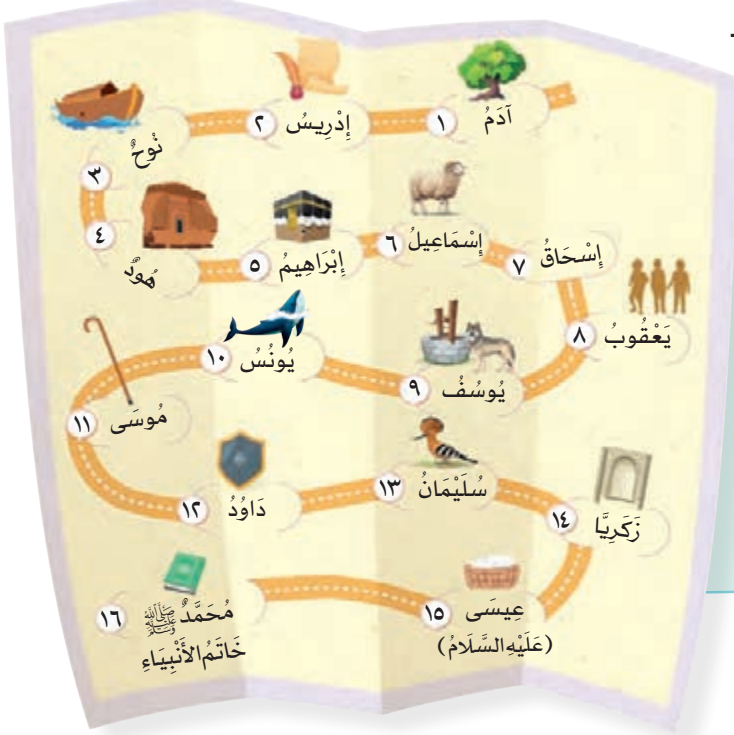 آدَمُ ١
إِدْرِيسُ ٢
نُوحٌ ٣
هُودٌ ٤
إِبْرَاهِيمُ ٥
إِسْمَاعِيلُ ٦
إِسْحَاقُ ٧
يَعْقُوبُ ٨
يُوسُفُ ٩
يُونُسُ ١٠
مُوسَى ١١
دَاوُدُ ١٢
سُلَيْمَانُ ١٣
زَكَرِيَّا ١٤
عِيسَى ١٥
(عَلَيْهِ السَّلَامُ)
مُحَمَّدٌ ﷺ ١٦
خَاتَمُ الأَنْبِيَاءِ